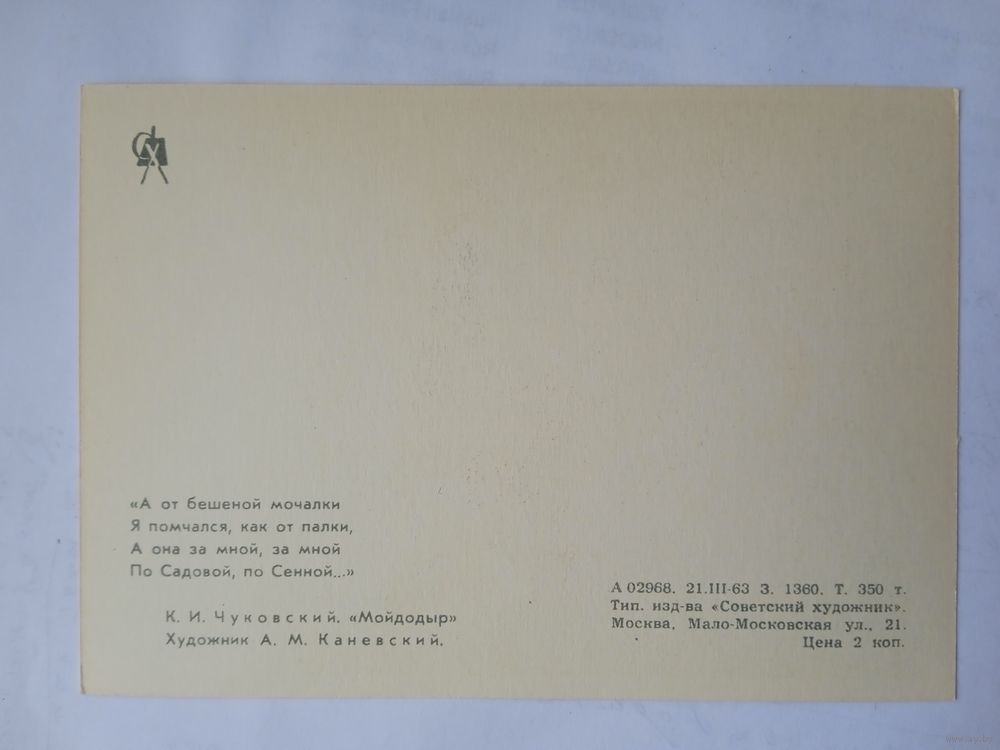 СХ
«А от бешеной мочалки
Я помчался, как от палки,
А она за мной, за мной
По Садовой, по Сенной...»
К. И. Чуковский. «Мойдодыр»
Художник А. М. Каневский.
А 02968. 21.III-63 З. 1360. Т. 350 т.
Тип. изд-ва «Советский художник».
Москва, Мало-Московская ул., 21.
Цена 2 коп.